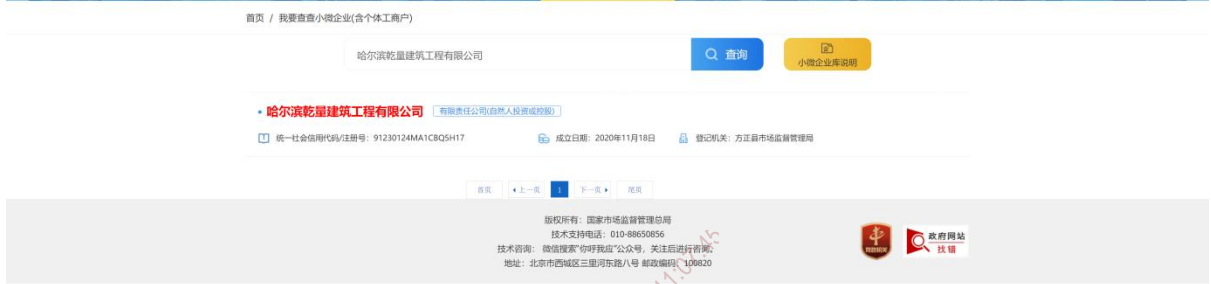 首页 / 我要查查小微企业(含个体工商户)
哈尔滨乾量建筑工程有限公司
查询
小微企业库说明
哈尔滨乾量建筑工程有限公司 有限责任公司(自然人投资或控股)
统一社会信用代码/注册号：91230124MA1CBQ5H17 成立日期：2020年11月18日 登记机关：方正县市场监督管理局
首页 上一页 1 下一页 尾页
版权所有：国家市场监督管理总局
技术支持电话：010-88650856
技术咨询： 微信搜索“你呼我应”公众号，关注后进行咨询。
地址：北京市西城区三里河东路八号 邮政编码：100820
政府网站
找错